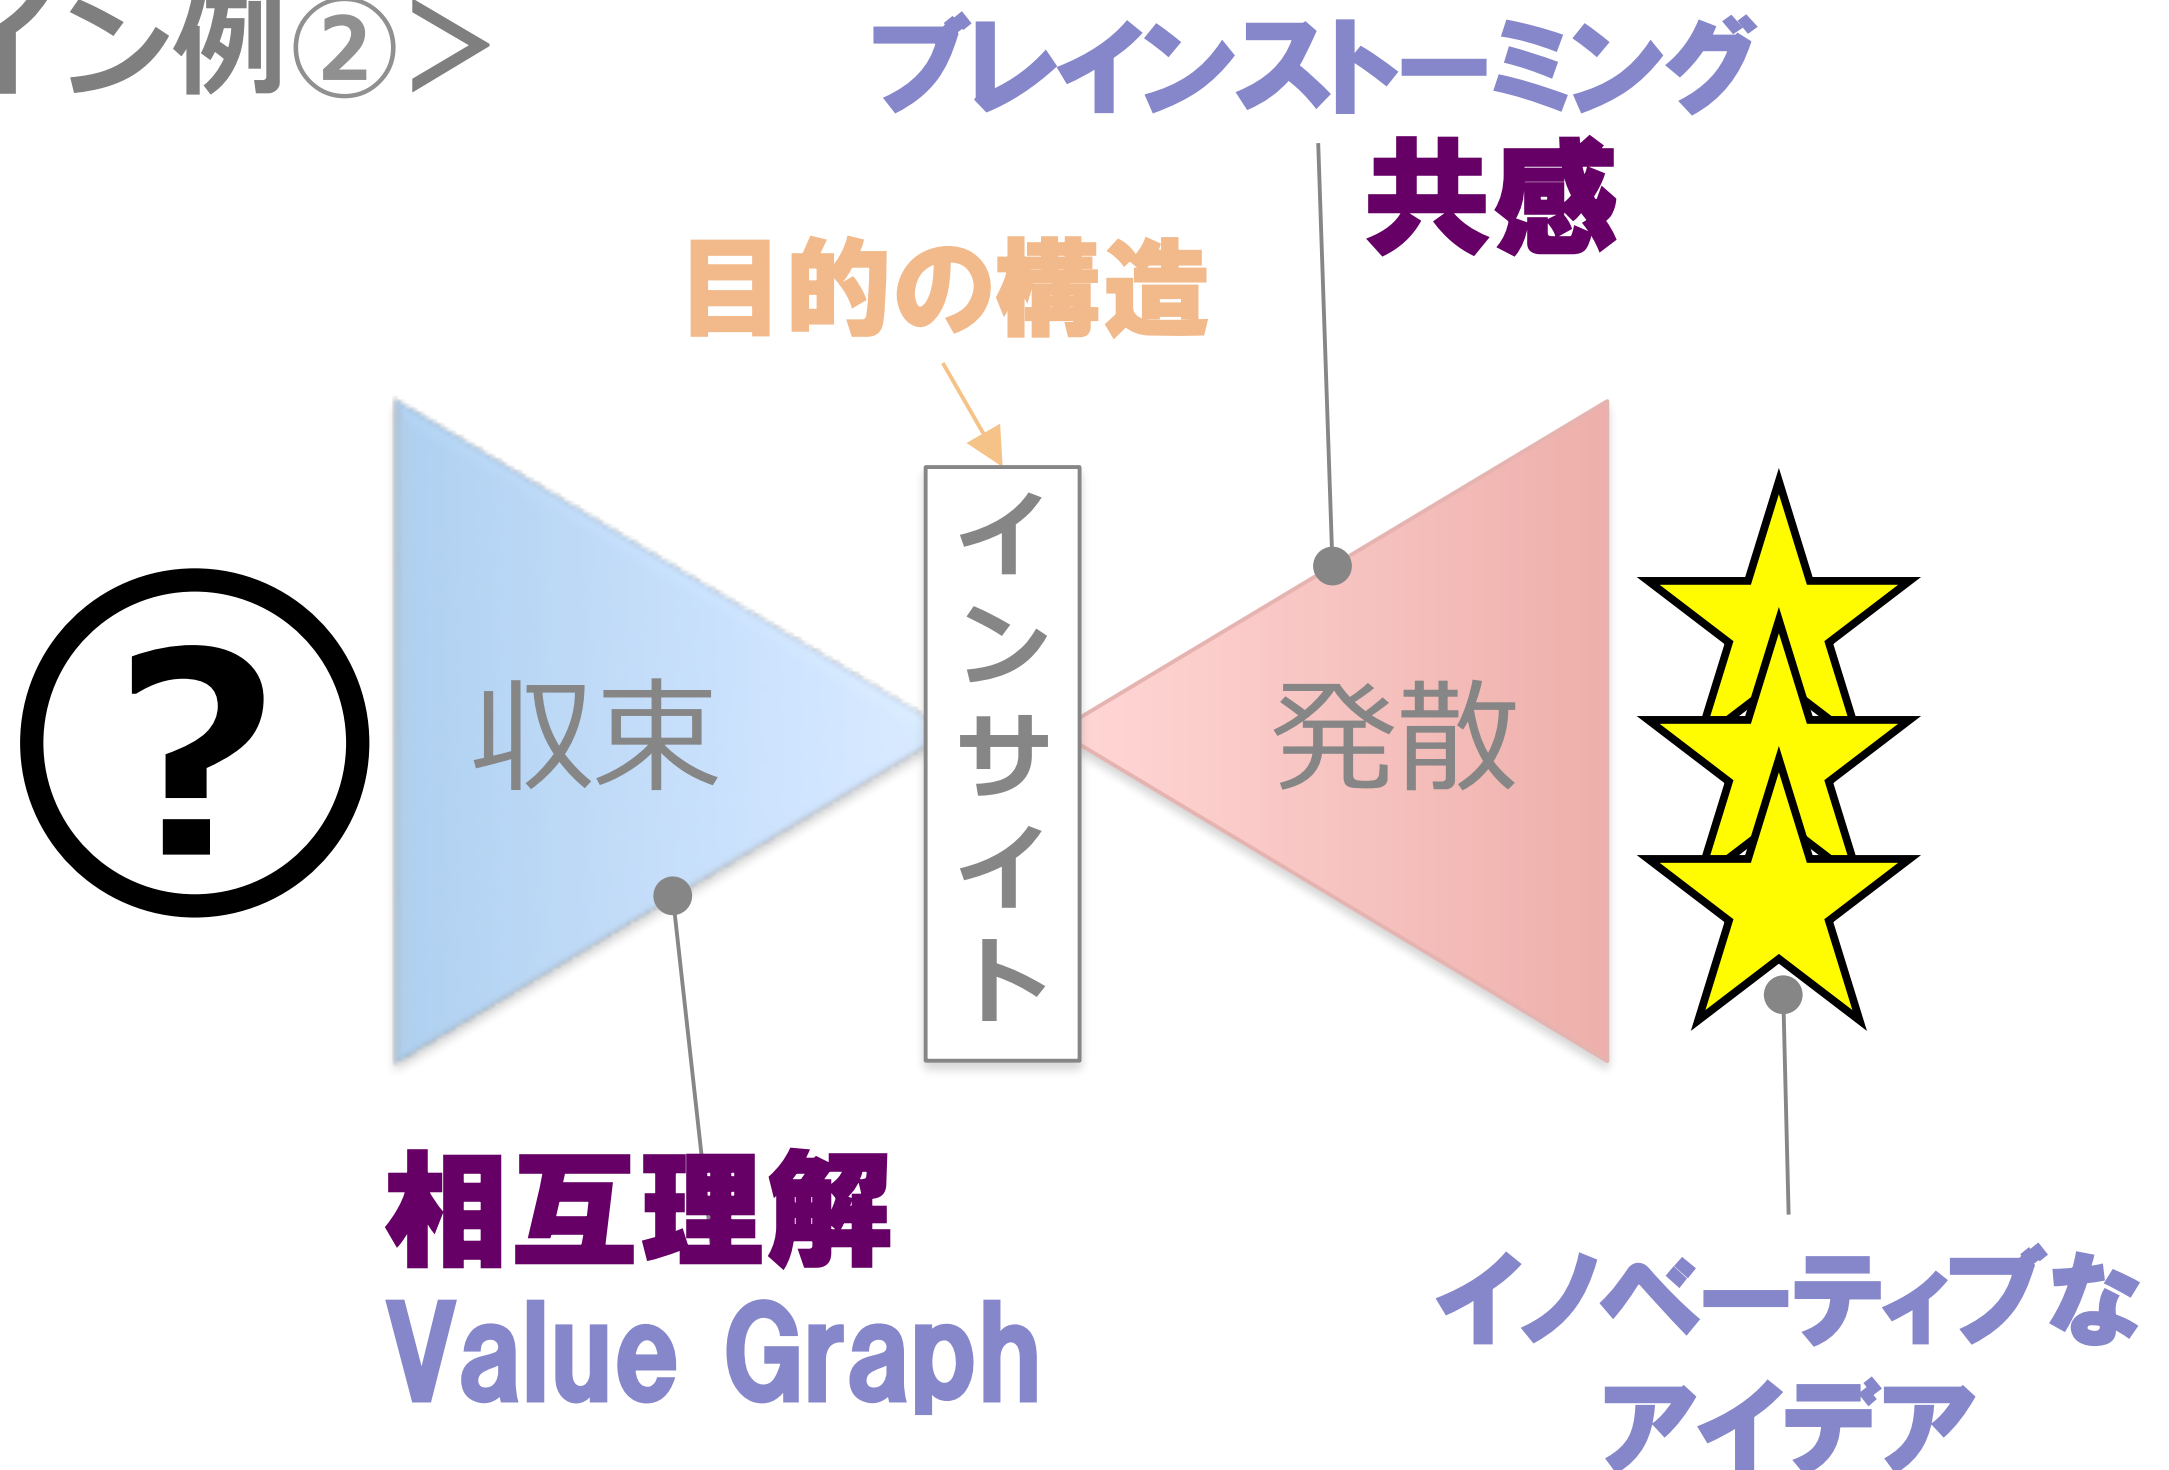 イン例②>
ブレインストーミング
共感
目的の構造
?
収束
インサイト
発散
相互理解
Value Graph
イノベーティブな
アイデア